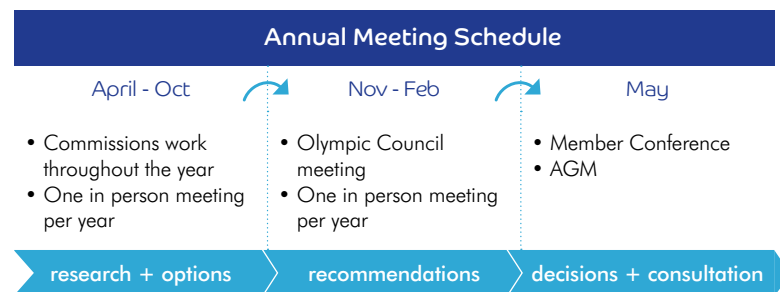 Annual Meeting Schedule
April - Oct
Nov - Feb
May
• Commissions work
throughout the year
• One in person meeting
per year
• Olympic Council
meeting
• One in person meeting
per year
• Member Conference
• AGM
research + options
recommendations
decisions + consultation